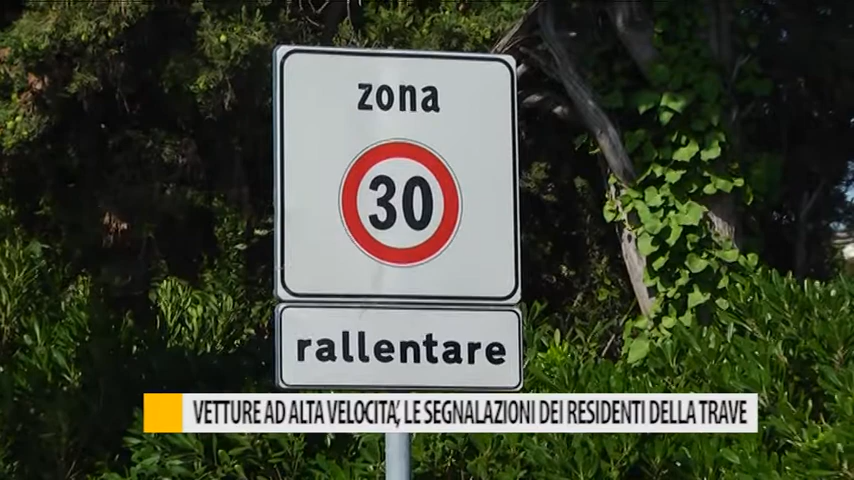 zona
30
rallentare
VETTURE AD ALTA VELOCITA', LE SEGNALAZIONI DEI RESIDENTI DELLA TRAVE